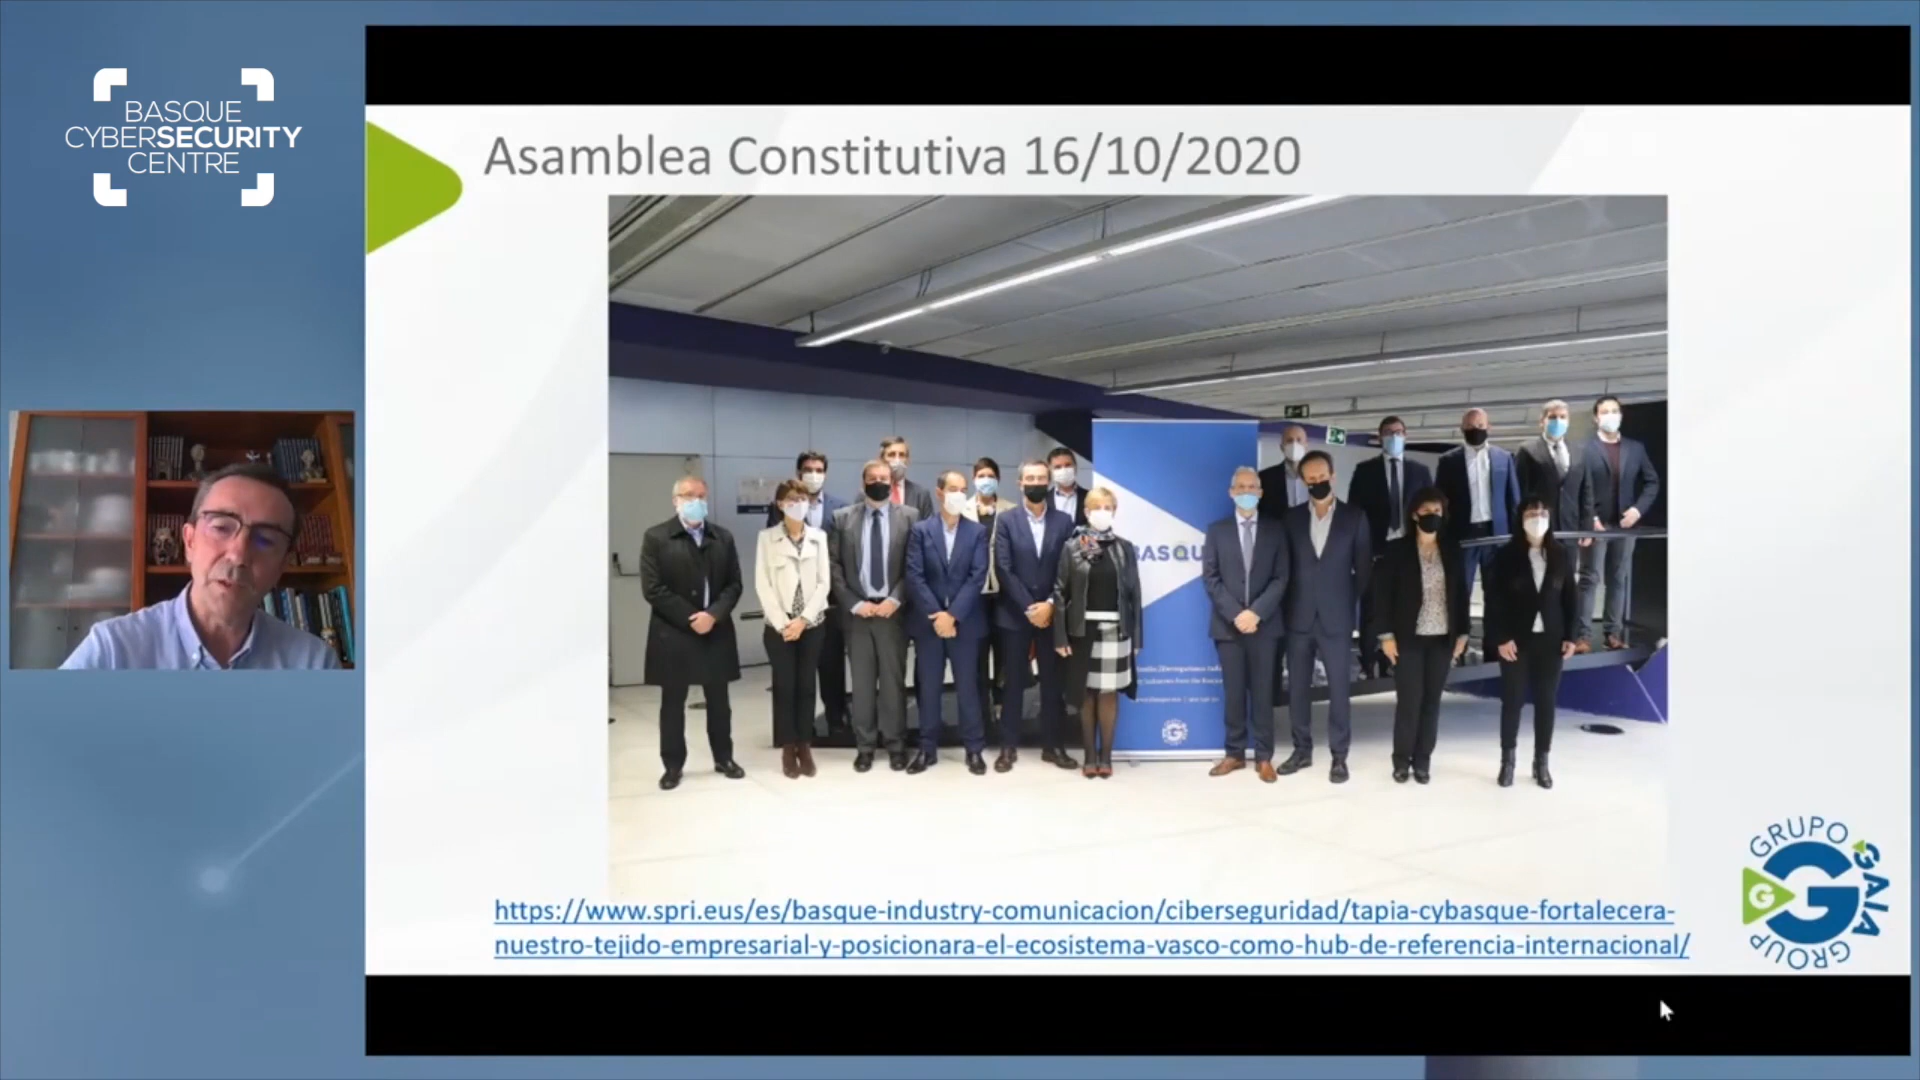 BASQUE
CYBERSECURITY
CENTRE
Asamblea Constitutiva 16/10/2020
BASQU
https://www.spri.eus/es/basque-industry-comunicacion/ciberseguridad/tapia-cybasque-fortalecera-
nuestro-tejido-empresarial-y-posicionara-el-ecosistema-vasco-como-hub-de-referencia-internacional/
GRUPO GAIA GROUP
G